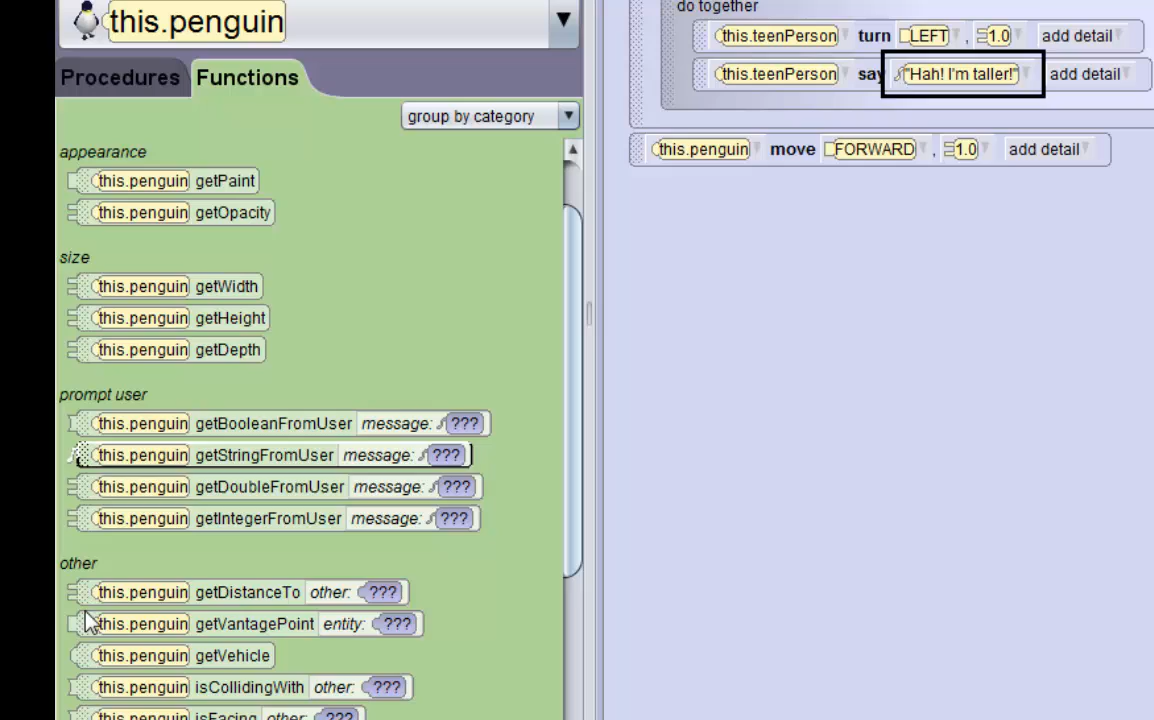 this.penguin
Procedures Functions
group by category
appearance
this.penguin getPaint
this.penguin getOpacity
size
this.penguin getWidth
this.penguin getHeight
this.penguin getDepth
prompt user
this.penguin getBooleanFromUser message: ???
this.penguin getStringFromUser message: ???
this.penguin getDoubleFromUser message: ???
this.penguin getIntegerFromUser message: ???
other
this.penguin getDistanceTo other: ???
this.penguin getVantagePoint entity: ???
this.penguin getVehicle
this.penguin isCollidingWith other: ???
this.penguin isFacing other: ???
do together
this.teenPerson turn LEFT , 1.0 add detail
this.teenPerson say "Hah! I'm taller!" add detail
this.penguin move FORWARD , 1.0 add detail